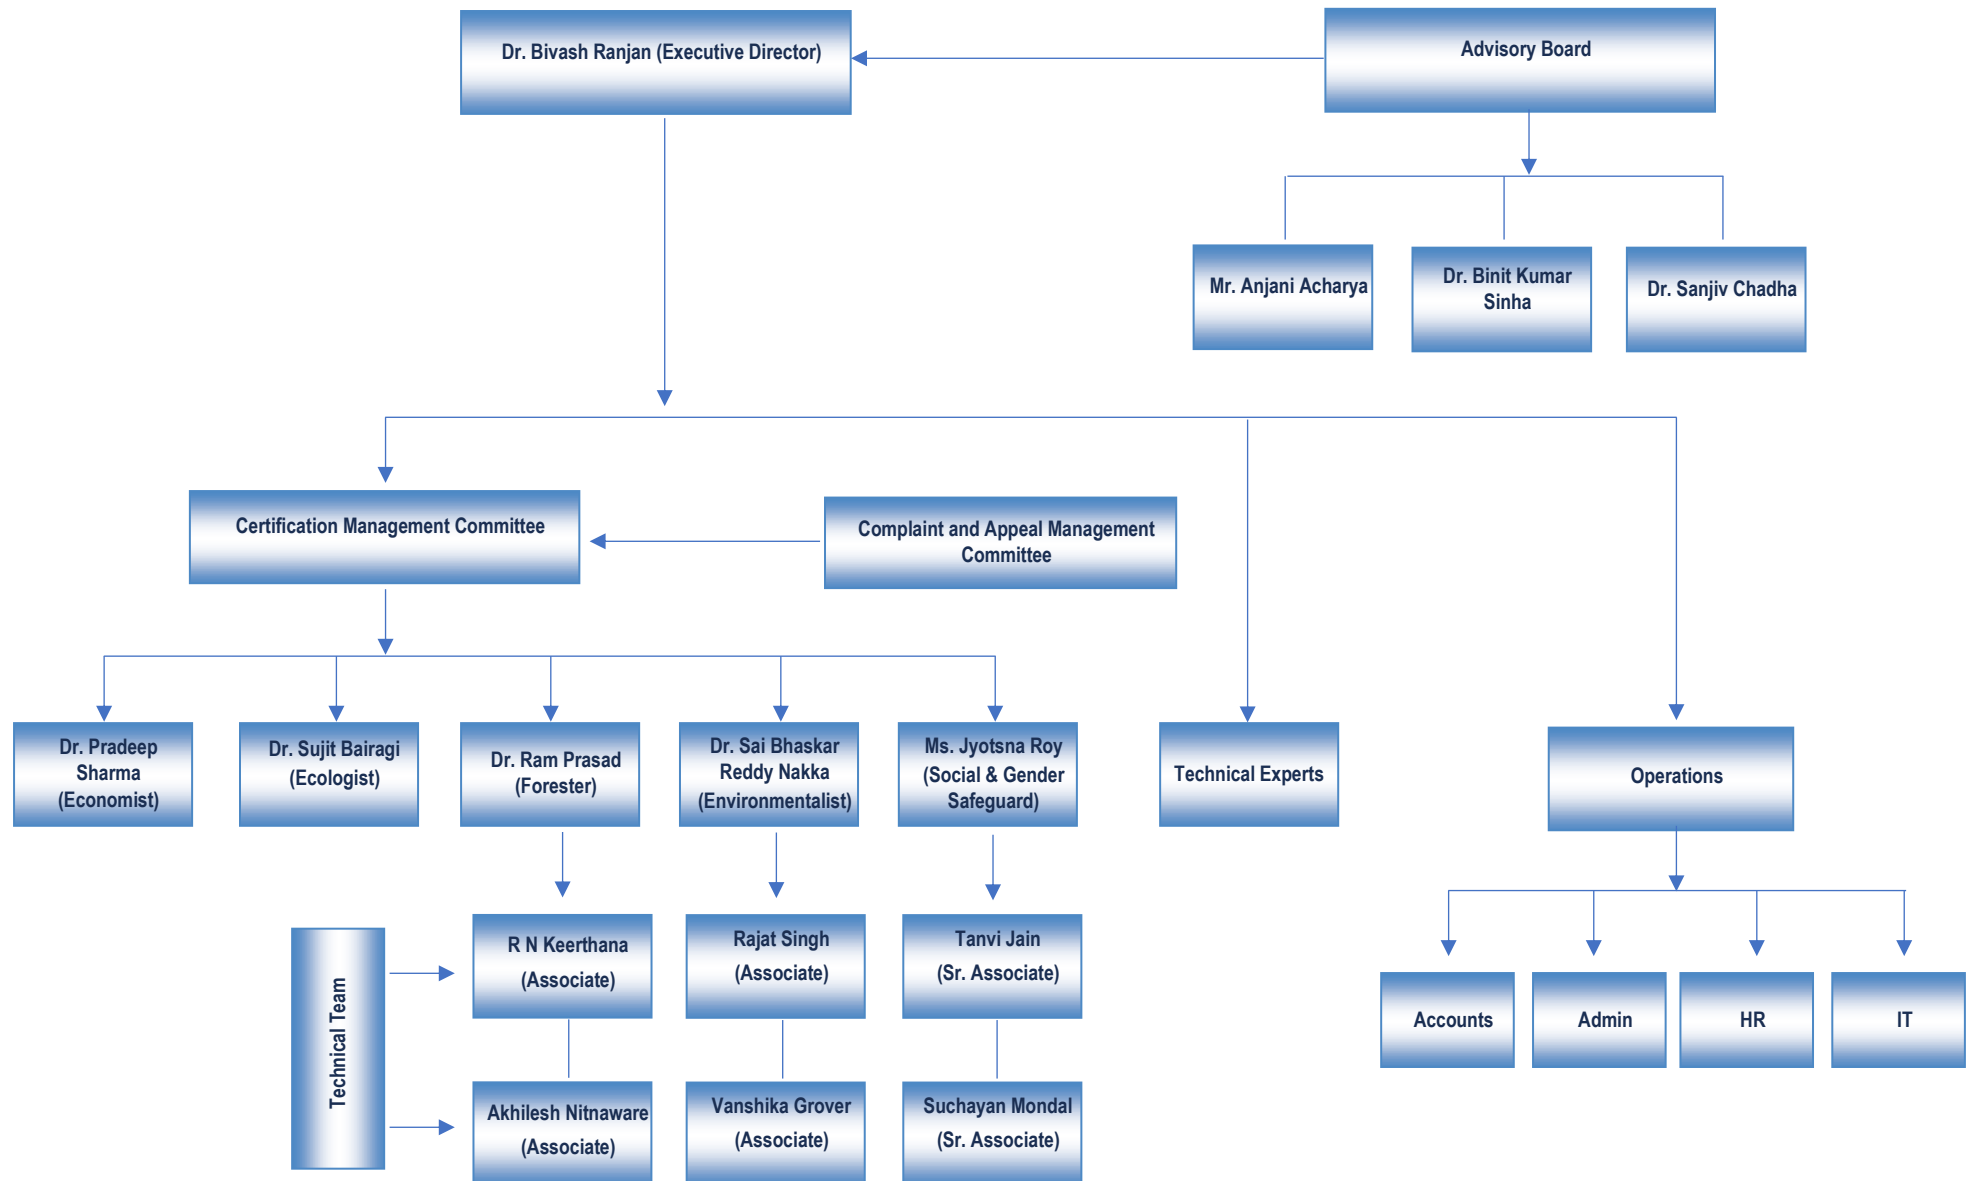 Dr. Bivash Ranjan (Executive Director)
Advisory Board
Mr. Anjani Acharya
Dr. Binit Kumar
Sinha
Dr. Sanjiv Chadha
Certification Management Committee
Complaint and Appeal Management
Committee
Dr. Pradeep
Sharma
(Economist)
Dr. Sujit Bairagi
(Ecologist)
Dr. Ram Prasad
(Forester)
Dr. Sai Bhaskar
Reddy Nakka
(Environmentalist)
Ms. Jyotsna Roy
(Social & Gender
Safeguard)
Technical Experts
Operations
Technical Team
R N Keerthana
(Associate)
Rajat Singh
(Associate)
Tanvi Jain
(Sr. Associate)
Accounts
Admin
HR
IT
Akhilesh Nitnaware
(Associate)
Vanshika Grover
(Associate)
Suchayan Mondal
(Sr. Associate)